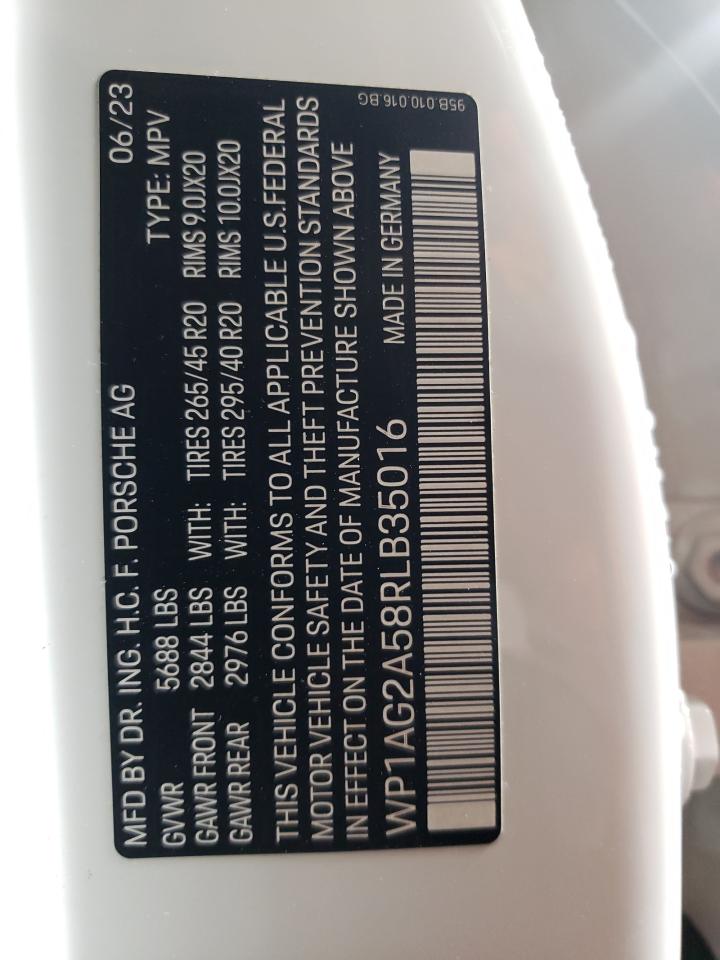 MFD BY DR. ING. H.C. F. PORSCHE AG 06/23
GVWR 5688 LBS TYPE: MPV
GAWR FRONT 2844 LBS WITH: TIRES 265/45 R20 RIMS 9.0JX20
GAWR REAR 2976 LBS WITH: TIRES 295/40 R20 RIMS 10.0JX20
THIS VEHICLE CONFORMS TO ALL APPLICABLE U.S.FEDERAL
MOTOR VEHICLE SAFETY AND THEFT PREVENTION STANDARDS
IN EFFECT ON THE DATE OF MANUFACTURE SHOWN ABOVE
WP1AG2A58RLB35016 MADE IN GERMANY
95B.010.016.BG